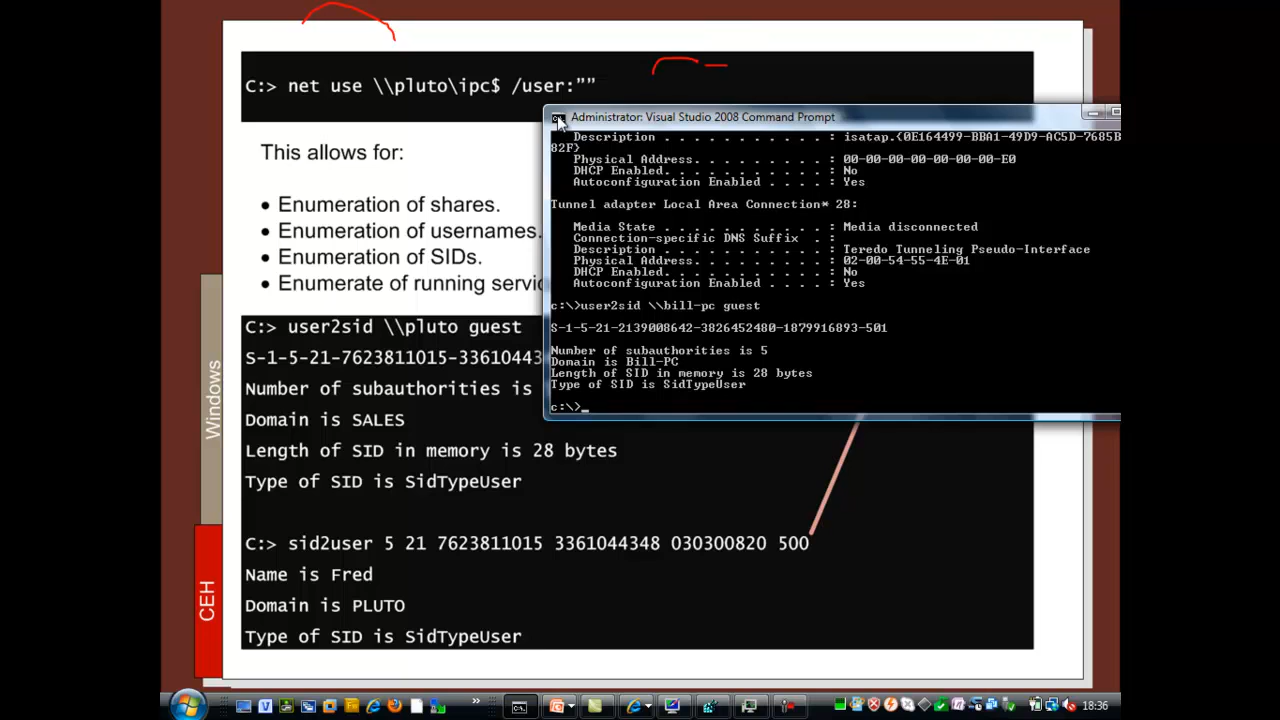 C:> net use \\pluto\ipc$ /user:""
This allows for:
• Enumeration of shares.
• Enumeration of usernames.
• Enumeration of SIDs.
• Enumerate of running servic
Administrator: Visual Studio 2008 Command Prompt
Description . . . . . . . . . . . : isatap.{0E164499-BBA1-49D9-AC5D-7685B
82F}
Physical Address. . . . . . . . . : 00-00-00-00-00-00-00-E0
DHCP Enabled. . . . . . . . . . . : No
Autoconfiguration Enabled . . . . : Yes
Tunnel adapter Local Area Connection* 28:
Media State . . . . . . . . . . . : Media disconnected
Connection-specific DNS Suffix  . :
Description . . . . . . . . . . . : Teredo Tunneling Pseudo-Interface
Physical Address. . . . . . . . . : 02-00-54-55-4E-01
DHCP Enabled. . . . . . . . . . . : No
Autoconfiguration Enabled . . . . : Yes
c:\>user2sid \\bill-pc guest
S-1-5-21-2139008642-3826452480-1879916893-501
Number of subauthorities is 5
Domain is Bill-PC
Length of SID in memory is 28 bytes
Type of SID is SidTypeUser
c:\>_
C:> user2sid \\pluto guest
S-1-5-21-7623811015-33610443
Number of subauthorities is
Domain is SALES
Length of SID in memory is 28 bytes
Type of SID is SidTypeUser
C:> sid2user 5 21 7623811015 3361044348 030300820 500
Name is Fred
Domain is PLUTO
Type of SID is SidTypeUser
Windows
CEH
18:36